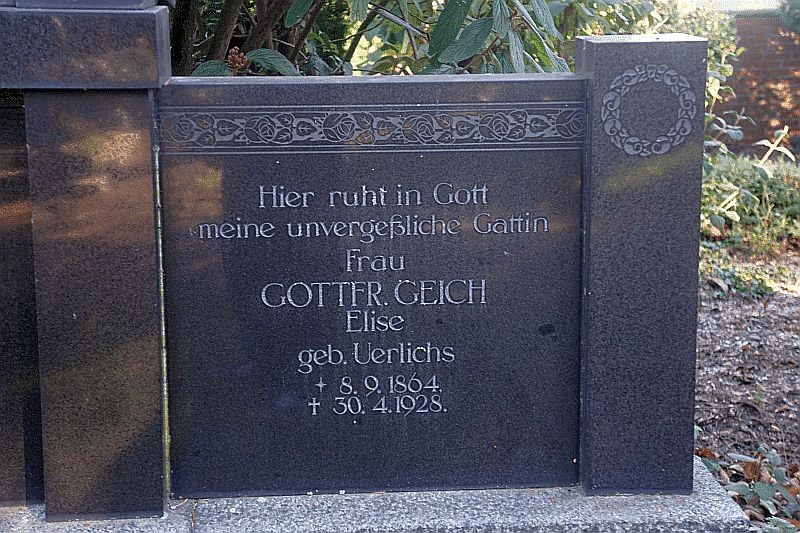 Hier ruht in Gott
meine unvergeßliche Gattin
Frau
GOTTFR. GEICH
Elise
geb. Uerlichs
* 8.9.1864.
† 30.4.1928.